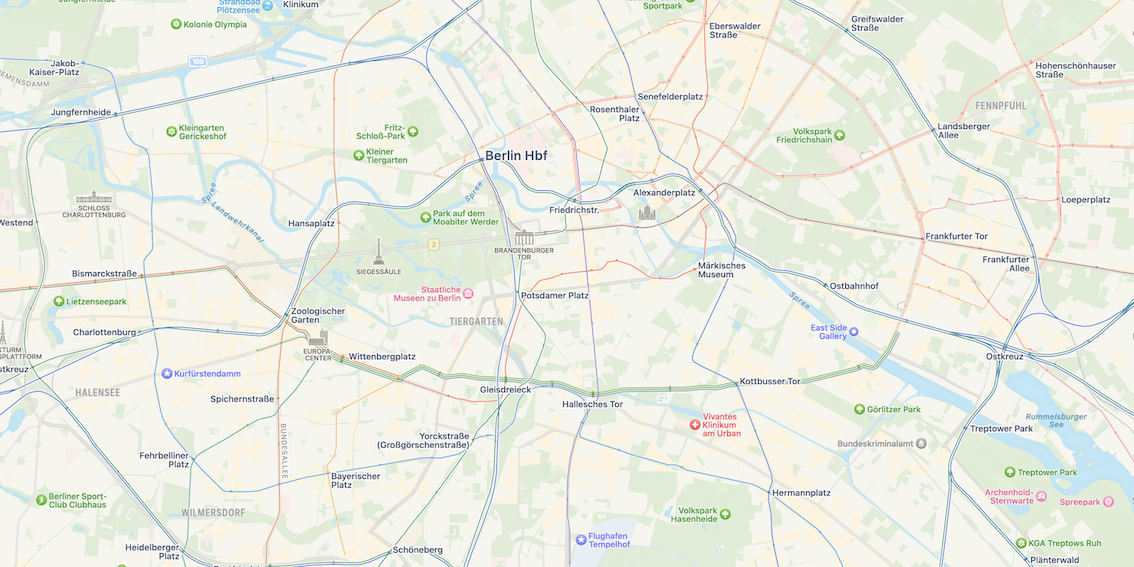 Strandbad
Plötzensee
Klinikum
Sportpark
Kolonie Olympia
Eberswalder
Straße
Greifswalder
Straße
100
Jakob-
Kaiser-Platz
Hohenschönhauser
Straße
Senefelderplatz
FENNPFUHL
Jungfernheide
Rosenthaler
Platz
Kleingarten
Gerickeshof
Fritz-
Schloß-Park
Volkspark
Friedrichshain
Landsberger
Allee
Kleiner
Tiergarten
Berlin Hbf
Spree
Spree
Alexanderplatz
SCHLOSS
CHARLOTTENBURG
Landwehrkanal
Loeperplatz
Friedrichstr.
Park auf dem
Moabiter Werder
Westend
Hansaplatz
Frankfurter Tor
2
BRANDENBURGER
TOR
SIEGESSÄULE
Frankfurter
Allee
Bismarckstraße
Märkisches
Museum
Ostbahnhof
Staatliche
Museen zu Berlin
Potsdamer Platz
Lietzenseepark
Spree
Zoologischer
Garten
TIERGARTEN
Charlottenburg
East Side
Gallery
EUROPA
CENTER
Wittenbergplatz
Ostkreuz
Kurfürstendamm
Kottbusser Tor
Gleisdreieck
HALENSEE
Spichernstraße
Hallesches Tor
Görlitzer Park
Vivantes
Klinikum
am Urban
Rummelsburger
See
Treptower Park
Yorckstraße
(Großgörschenstraße)
Bundeskriminalamt
BUNDESALLEE
Fehrbelliner
Platz
Treptower Park
Bayerischer
Platz
Hermannplatz
Archenhold-
Sternwarte
Spreepark
Berliner Sport-
Club Clubhaus
WILMERSDORF
Volkspark
Hasenheide
Flughafen
Tempelhof
KGA Treptows Ruh
Heidelberger
Platz
Schöneberg
Plänterwald